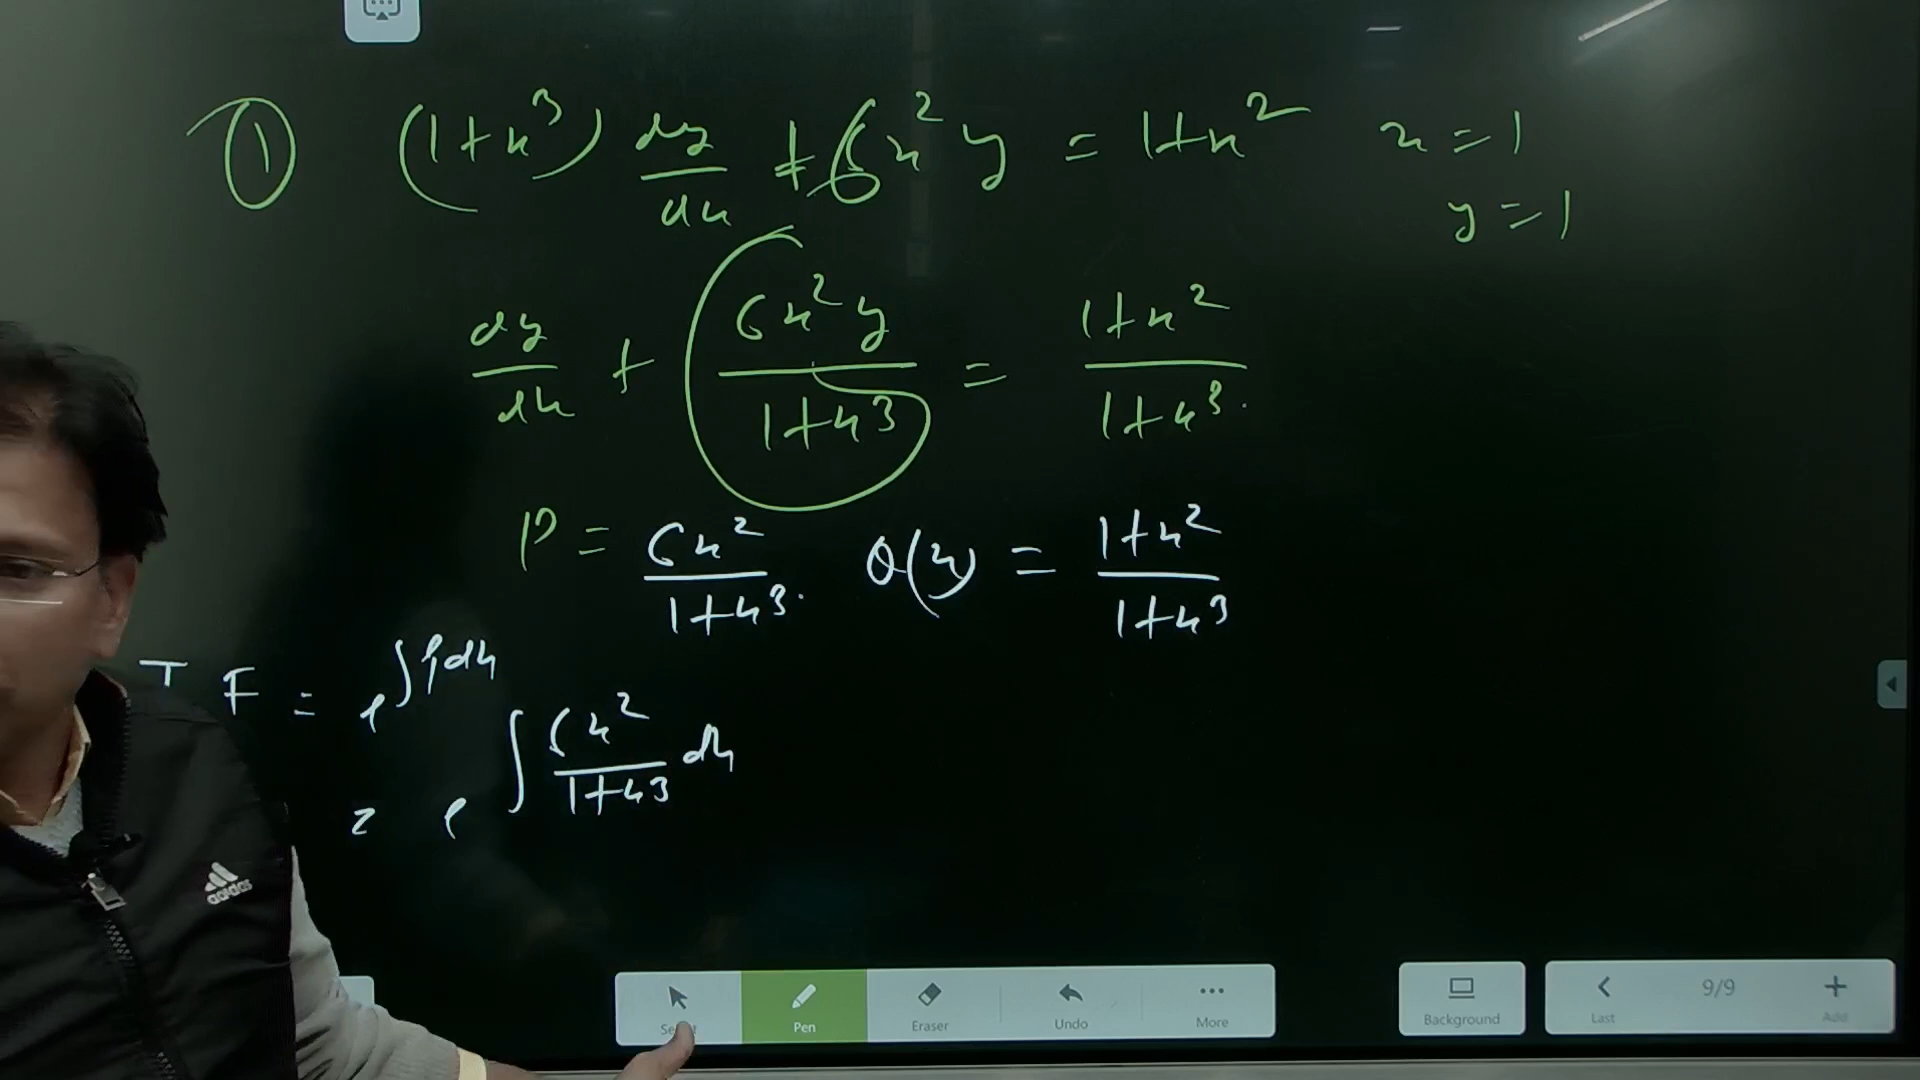 ① (1+x³) dy/dx + 6x²y = 1+x² x = 1
y = 1
dy/dx + 6x²y/1+x³ = 1+x²/1+x³.
P = 6x²/1+x³. Q(x) = 1+x²/1+x³
I F = e^∫Pdx
= e^∫6x²/1+x³ dx
adidas
Pen
Eraser
Undo
More
Background
Last
9/9
Add